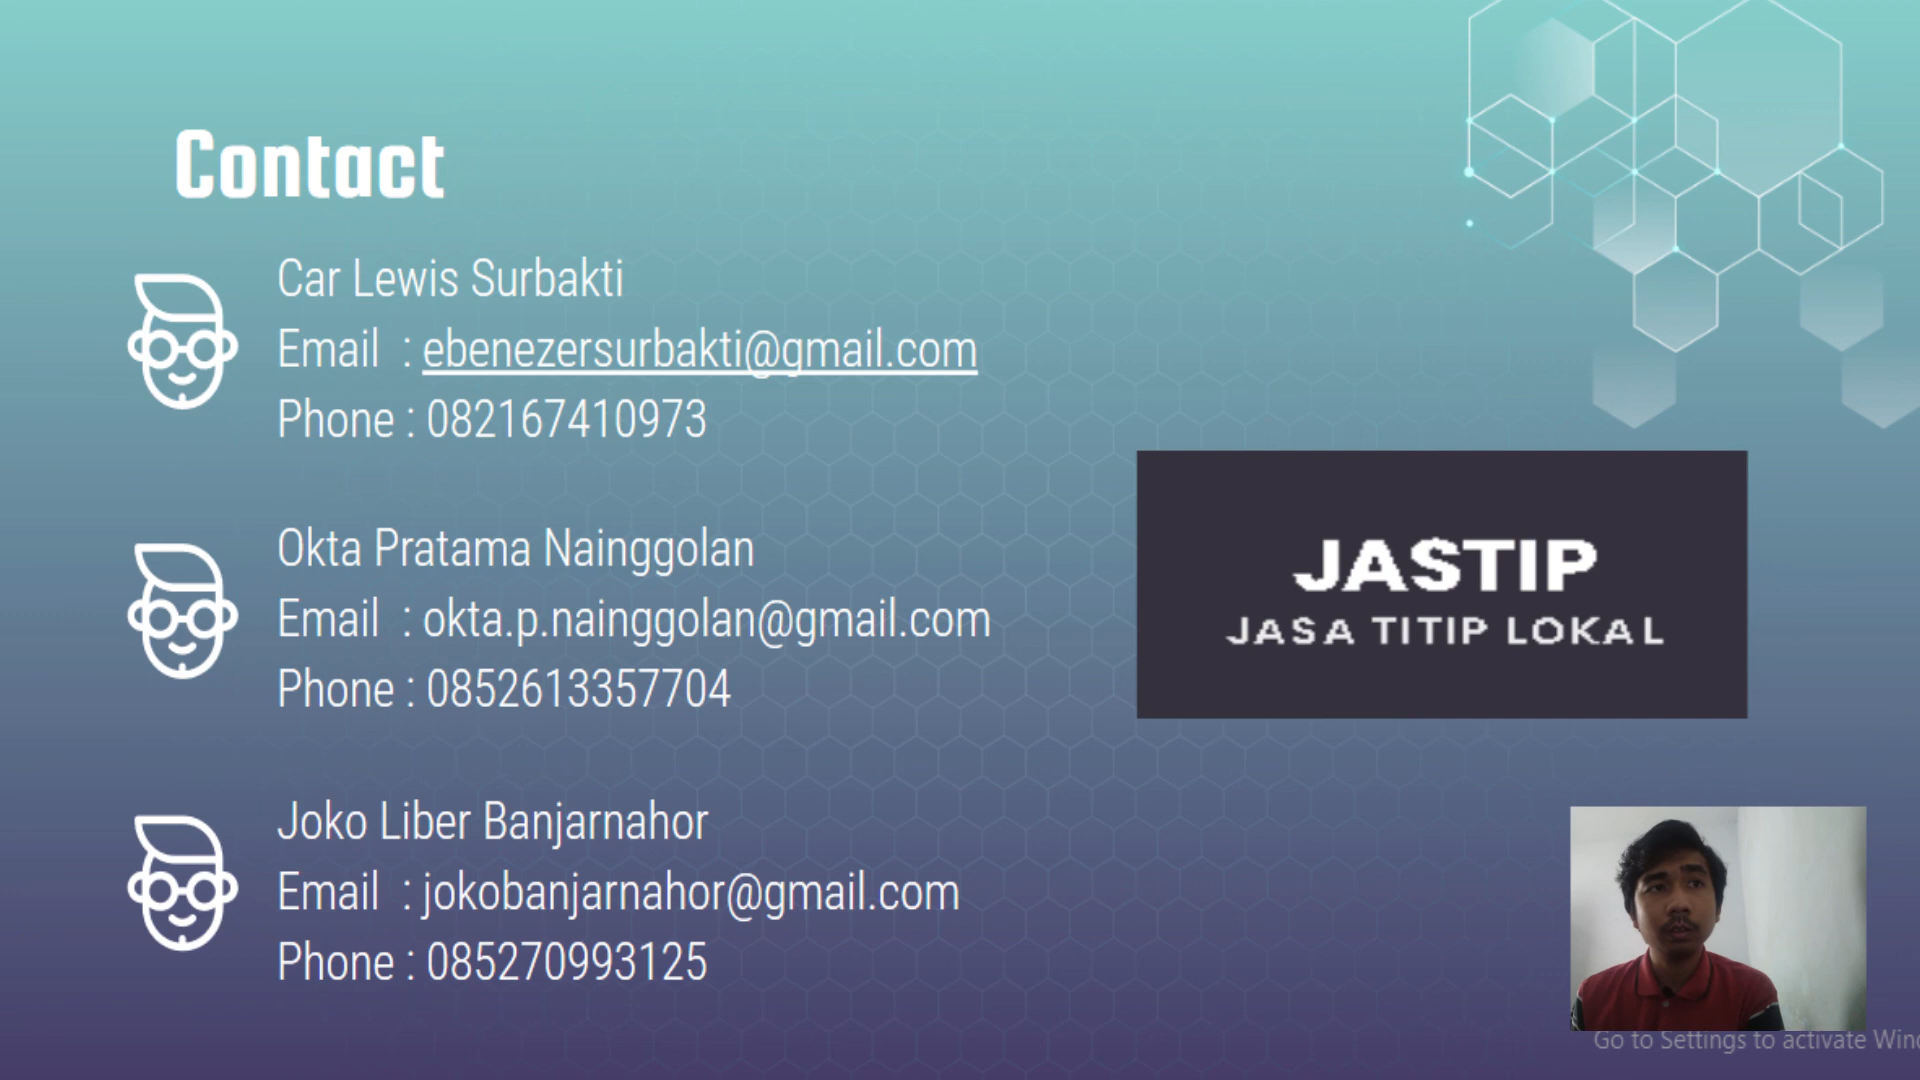 Contact
Car Lewis Surbakti
Email : ebenezersurbakti@gmail.com
Phone : 082167410973
Okta Pratama Nainggolan
Email : okta.p.nainggolan@gmail.com
Phone : 0852613357704
Joko Liber Banjarnahor
Email : jokobanjarnahor@gmail.com
Phone : 085270993125
JASTIP
JASA TITIP LOKAL
Go to Settings to activate